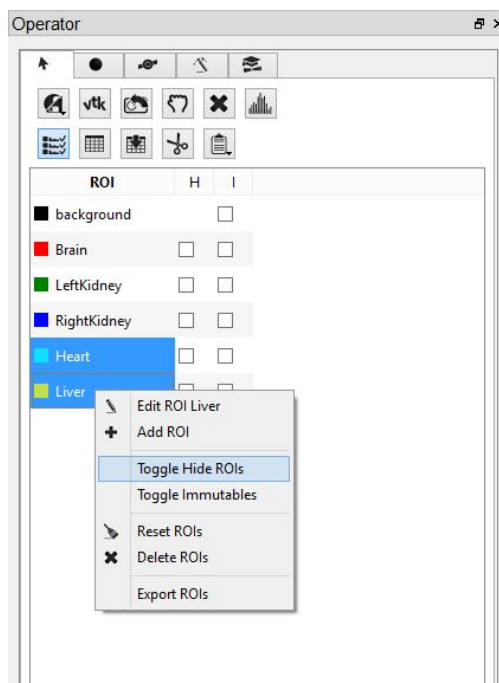 Operator
vtk
ROI H I
background
Brain
LeftKidney
RightKidney
Heart
Liver
Edit ROI Liver
Add ROI
Toggle Hide ROIs
Toggle Immutables
Reset ROIs
Delete ROIs
Export ROIs